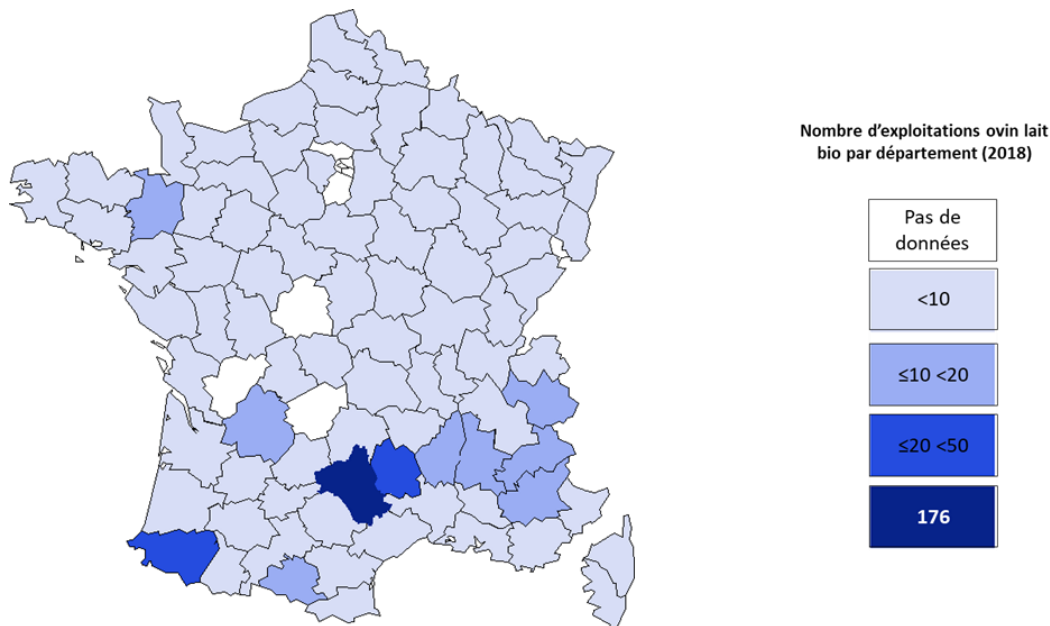 Nombre d'exploitations ovin lait
bio par département (2018)
Pas de
données
<10
≤10 <20
≤20 <50
176